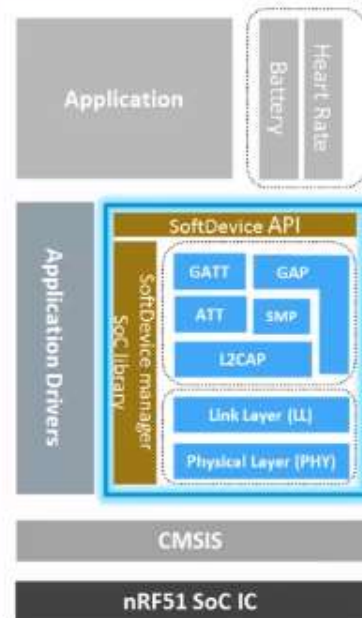 Application
Battery
Heart Rate
Application Drivers
SoftDevice API
SoftDevice manager
SoC library
GATT
GAP
ATT
SMP
L2CAP
Link Layer (LL)
Physical Layer (PHY)
CMSIS
nRF51 SoC IC